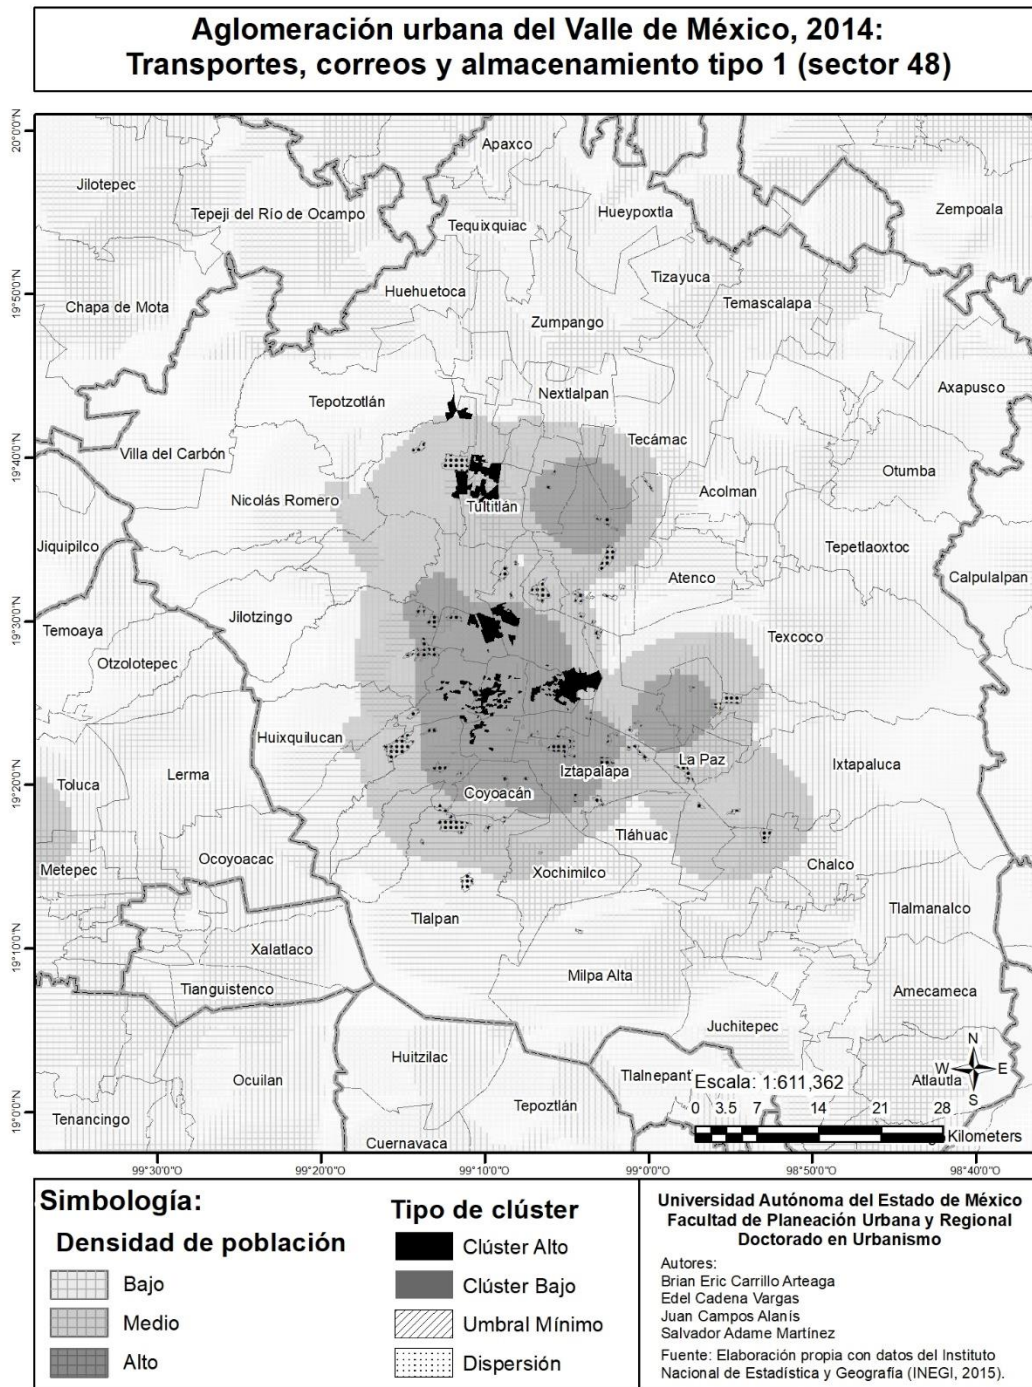 Aglomeración urbana del Valle de México, 2014:
Transportes, correos y almacenamiento tipo 1 (sector 48)
20°0'0"N
Apaxco
Jilotepec
Tepeji del Río de Ocampo
Hueypoxtla
Zempoala
Tequixquiac
Tizayuca
19°50'0"N
Huehuetoca
Temascalapa
Chapa de Mota
Zumpango
Axapusco
Nextlalpan
Tepotzotlán
Tecámac
19°40'0"N
Villa del Carbón
Otumba
Acolman
Nicolás Romero
Tultitlán
Jiquipilco
Tepetlaoxtoc
Atenco
Calpulalpan
Jilotzingo
19°30'0"N
Temoaya
Texcoco
Otzolotepec
Huixquilucan
Lerma
La Paz
Ixtapaluca
Iztapalapa
19°20'0"N
Toluca
Coyoacán
Tláhuac
Ocoyoacac
Metepec
Chalco
Xochimilco
Tlalpan
Tlalmanalco
19°10'0"N
Xalatlaco
Milpa Alta
Tianguistenco
Amecameca
Juchitepec
Huitzilac
N
W
E
S
Ocuilan
Tlalnepant
Escala: 1:611,362
Atlautla
19°0'0"N
Tenancingo
Tepoztlán
0 3.5 7 14 21 28
Kilometers
Cuernavaca
99°30'0"O
99°20'0"O
99°10'0"O
99°0'0"O
98°50'0"O
98°40'0"O
Simbología:
Densidad de población
Bajo
Medio
Alto
Tipo de clúster
Clúster Alto
Clúster Bajo
Umbral Mínimo
Dispersión
Universidad Autónoma del Estado de México
Facultad de Planeación Urbana y Regional
Doctorado en Urbanismo
Autores:
Brian Eric Carrillo Arteaga
Edel Cadena Vargas
Juan Campos Alanís
Salvador Adame Martínez
Fuente: Elaboración propia con datos del Instituto
Nacional de Estadística y Geografía (INEGI, 2015).